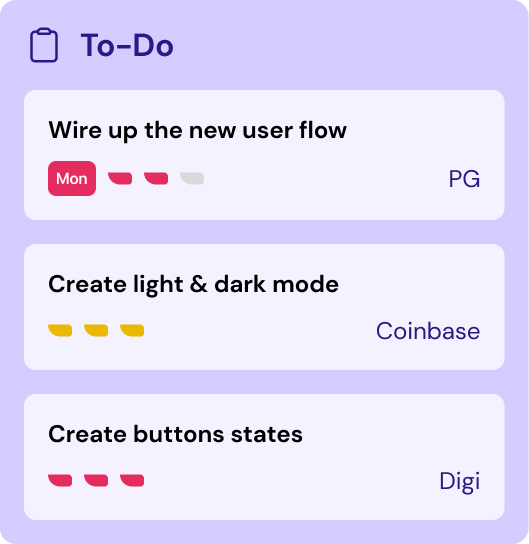 To-Do
Wire up the new user flow
Mon PG
Create light & dark mode
Coinbase
Create buttons states
Digi